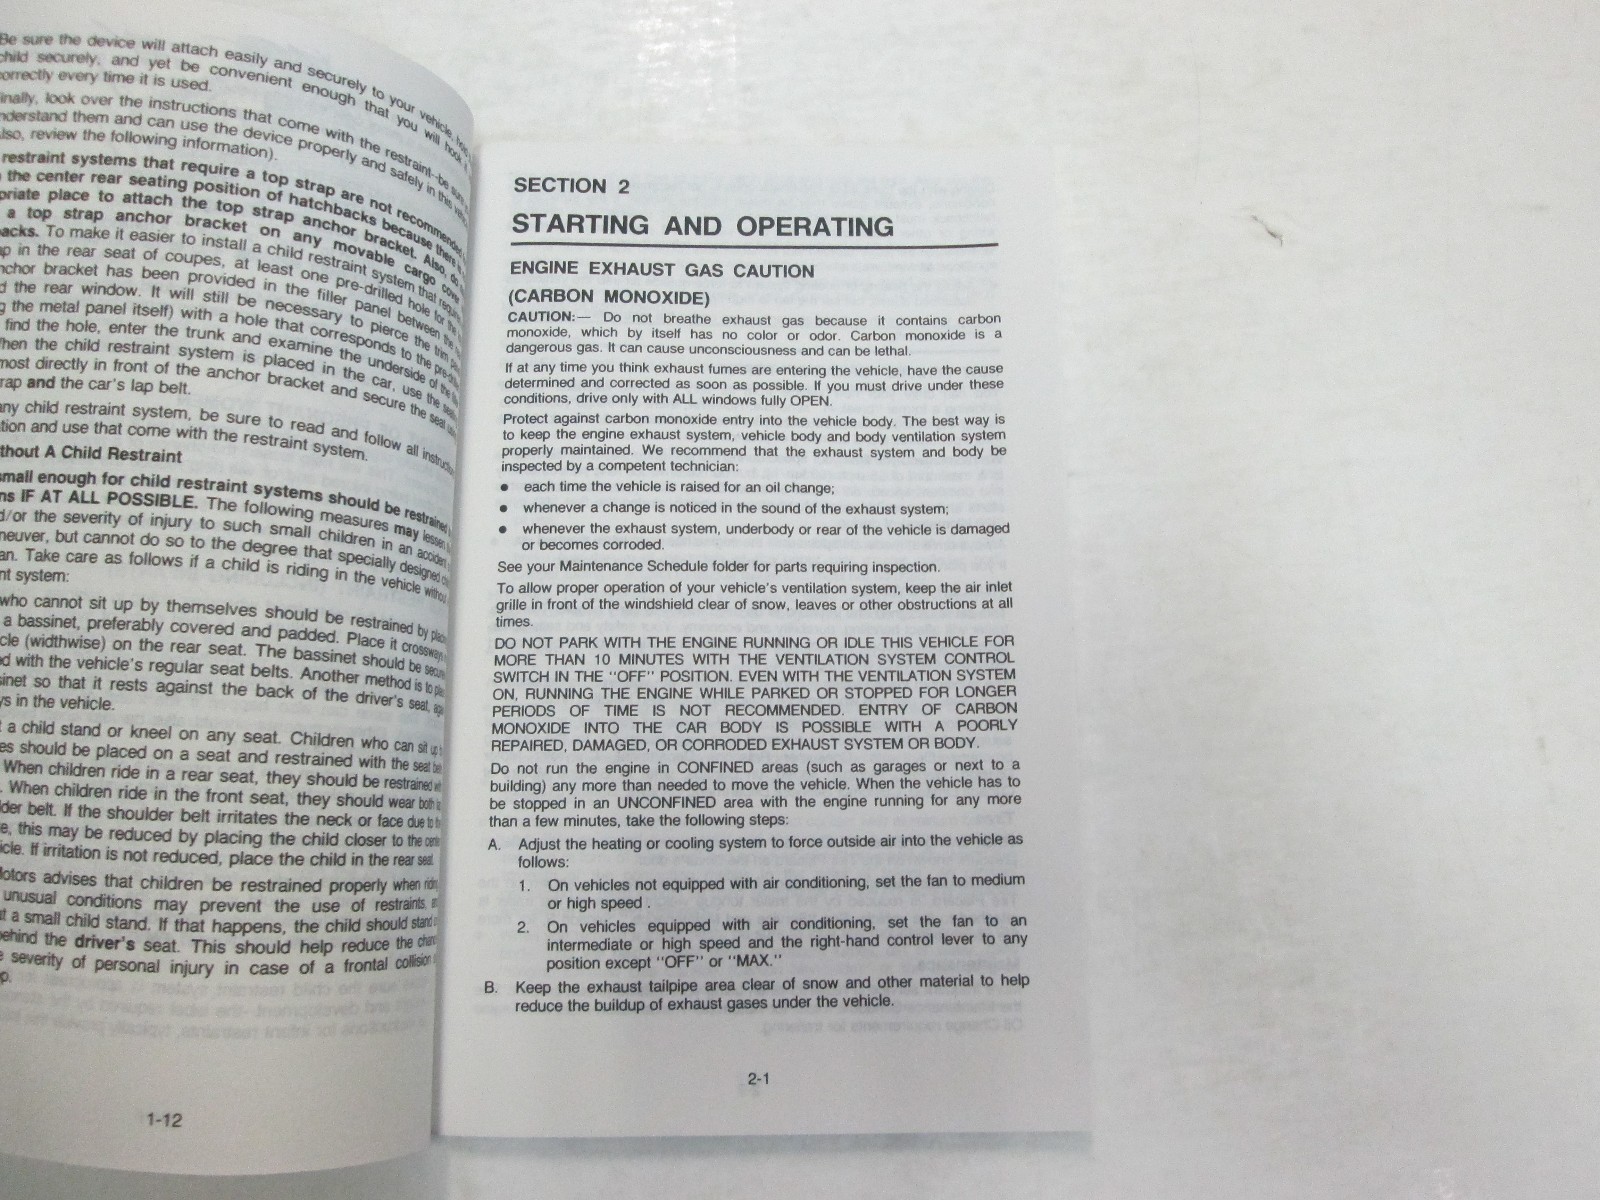 Be sure the device will attach easily and securely to your vehicle,
child securely, and yet be convenient enough that you will hook it
correctly every time it is used.
look over the instructions that come with the restraint--be sure
understand them and can use the device properly and safely in this
review the following information).
restraint systems that require a top strap are not recommended
the center rear seating position of hatchbacks because there is
place to attach the top strap anchor bracket. Also, do
a top strap anchor bracket on any movable cargo cover
To make it easier to install a child restraint system that
in the rear seat of coupes, at least one pre-drilled hole for the
bracket has been provided in the filler panel between the
the rear window. It will still be necessary to pierce the trim
the metal panel itself) with a hole that corresponds to the
find the hole, enter the trunk and examine the underside of the
the child restraint system is placed in the car, use the
directly in front of the anchor bracket and secure the seat
and the car's lap belt.
any child restraint system, be sure to read and follow all
and use that come with the restraint system.
A Child Restraint
small enough for child restraint systems should be restrained
IF AT ALL POSSIBLE. The following measures may lessen
the severity of injury to such small children in an accident
but cannot do so to the degree that specially designed
Take care as follows if a child is riding in the vehicle without
system:
who cannot sit up by themselves should be restrained by
a bassinet, preferably covered and padded. Place it crossways
(widthwise) on the rear seat. The bassinet should be
with the vehicle's regular seat belts. Another method is to
so that it rests against the back of the driver's seat,
in the vehicle.
a child stand or kneel on any seat. Children who can sit up
should be placed on a seat and restrained with the seat
When children ride in a rear seat, they should be restrained
When children ride in the front seat, they should wear both
belt. If the shoulder belt irritates the neck or face due to
this may be reduced by placing the child closer to the
If irritation is not reduced, place the child in the rear seat.
advises that children be restrained properly when
unusual conditions may prevent the use of restraints,
a small child stand. If that happens, the child should stand
behind the driver's seat. This should help reduce the
severity of personal injury in case of a frontal collision
1-12
SECTION 2
STARTING AND OPERATING
ENGINE EXHAUST GAS CAUTION
(CARBON MONOXIDE)
CAUTION:— Do not breathe exhaust gas because it contains carbon
monoxide, which by itself has no color or odor. Carbon monoxide is a
dangerous gas. It can cause unconsciousness and can be lethal.
If at any time you think exhaust fumes are entering the vehicle, have the cause
determined and corrected as soon as possible. If you must drive under these
conditions, drive only with ALL windows fully OPEN.
Protect against carbon monoxide entry into the vehicle body. The best way is
to keep the engine exhaust system, vehicle body and body ventilation system
properly maintained. We recommend that the exhaust system and body be
inspected by a competent technician:
● each time the vehicle is raised for an oil change;
● whenever a change is noticed in the sound of the exhaust system;
● whenever the exhaust system, underbody or rear of the vehicle is damaged
or becomes corroded.
See your Maintenance Schedule folder for parts requiring inspection.
To allow proper operation of your vehicle's ventilation system, keep the air inlet
grille in front of the windshield clear of snow, leaves or other obstructions at all
times.
DO NOT PARK WITH THE ENGINE RUNNING OR IDLE THIS VEHICLE FOR
MORE THAN 10 MINUTES WITH THE VENTILATION SYSTEM CONTROL
SWITCH IN THE "OFF" POSITION. EVEN WITH THE VENTILATION SYSTEM
ON, RUNNING THE ENGINE WHILE PARKED OR STOPPED FOR LONGER
PERIODS OF TIME IS NOT RECOMMENDED. ENTRY OF CARBON
MONOXIDE INTO THE CAR BODY IS POSSIBLE WITH A POORLY
REPAIRED, DAMAGED, OR CORRODED EXHAUST SYSTEM OR BODY.
Do not run the engine in CONFINED areas (such as garages or next to a
building) any more than needed to move the vehicle. When the vehicle has to
be stopped in an UNCONFINED area with the engine running for any more
than a few minutes, take the following steps:
A. Adjust the heating or cooling system to force outside air into the vehicle as
follows:
1. On vehicles not equipped with air conditioning, set the fan to medium
or high speed .
2. On vehicles equipped with air conditioning, set the fan to an
intermediate or high speed and the right-hand control lever to any
position except "OFF" or "MAX."
B. Keep the exhaust tailpipe area clear of snow and other material to help
reduce the buildup of exhaust gases under the vehicle.
2-1